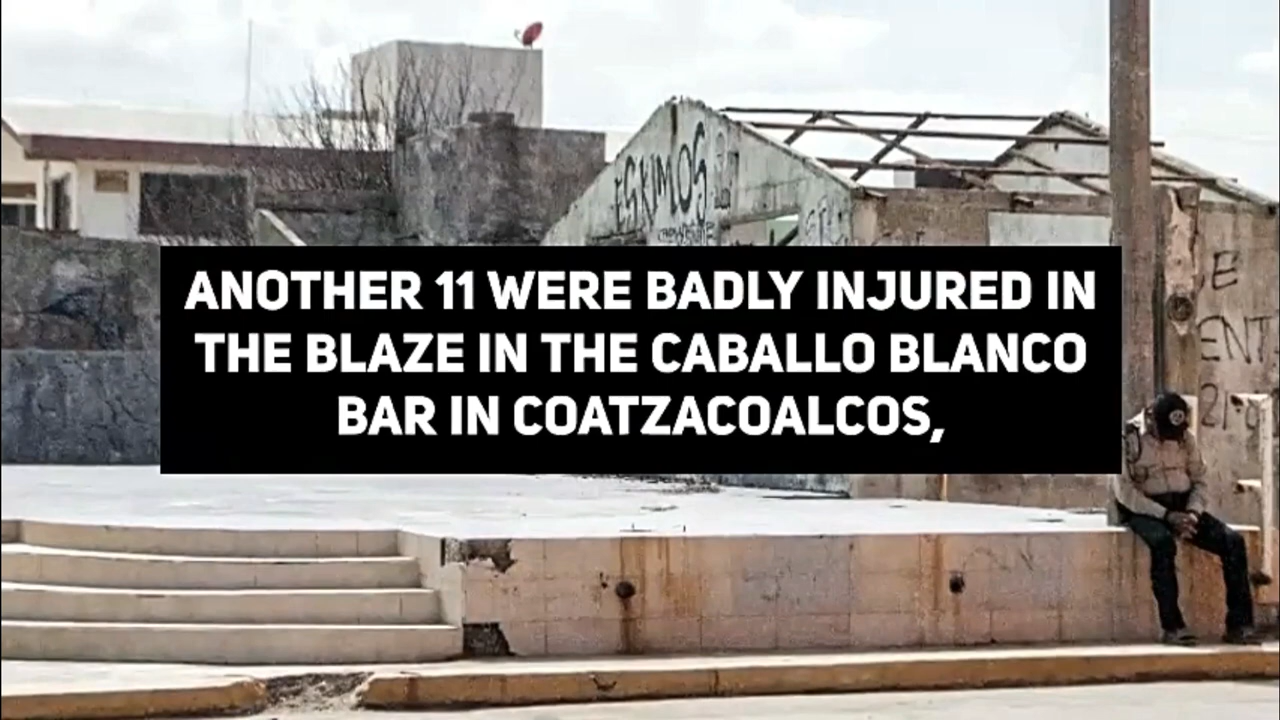 ESKIMOS
ANOTHER 11 WERE BADLY INJURED IN
THE BLAZE IN THE CABALLO BLANCO
BAR IN COATZACOALCOS,